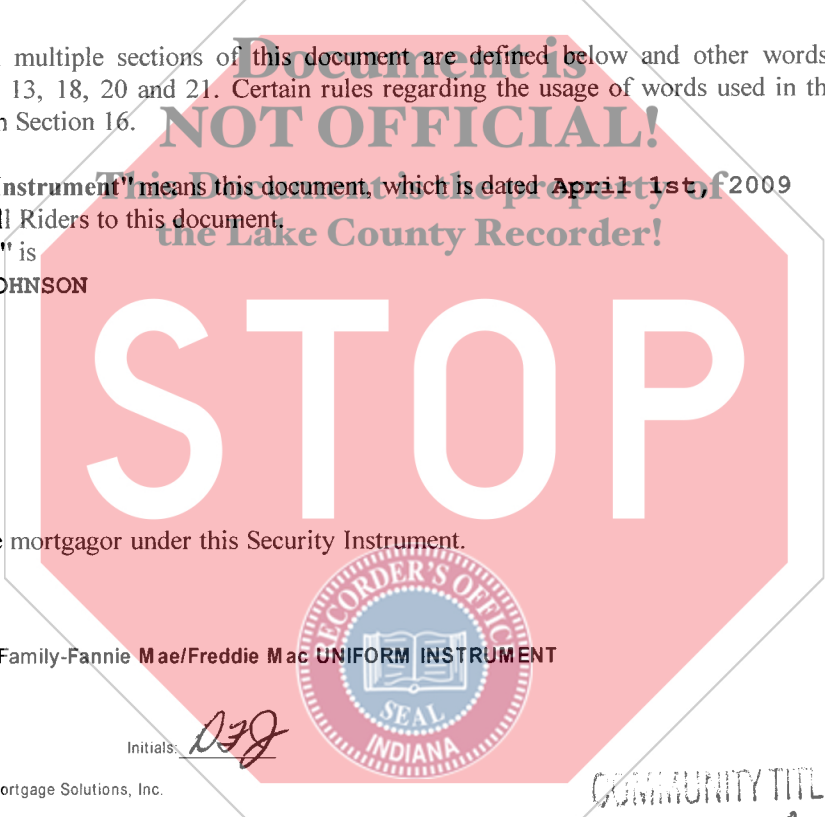 Document is
multiple sections of this document are defined below and other words
13, 18, 20 and 21. Certain rules regarding the usage of words used in th
n Section 16.
NOT OFFICIAL!
Instrument" means this document, which is dated April 1st, 2009
This Document is the property of
ll Riders to this document.
the Lake County Recorder!
" is
OHNSON
STOP
e mortgagor under this Security Instrument.
RECORDER'S OFFICE
Family-Fannie Mae/Freddie Mac UNIFORM INSTRUMENT
SEAL
INDIANA
Initials: DFJ
ortgage Solutions, Inc.
COMMUNITY TITL